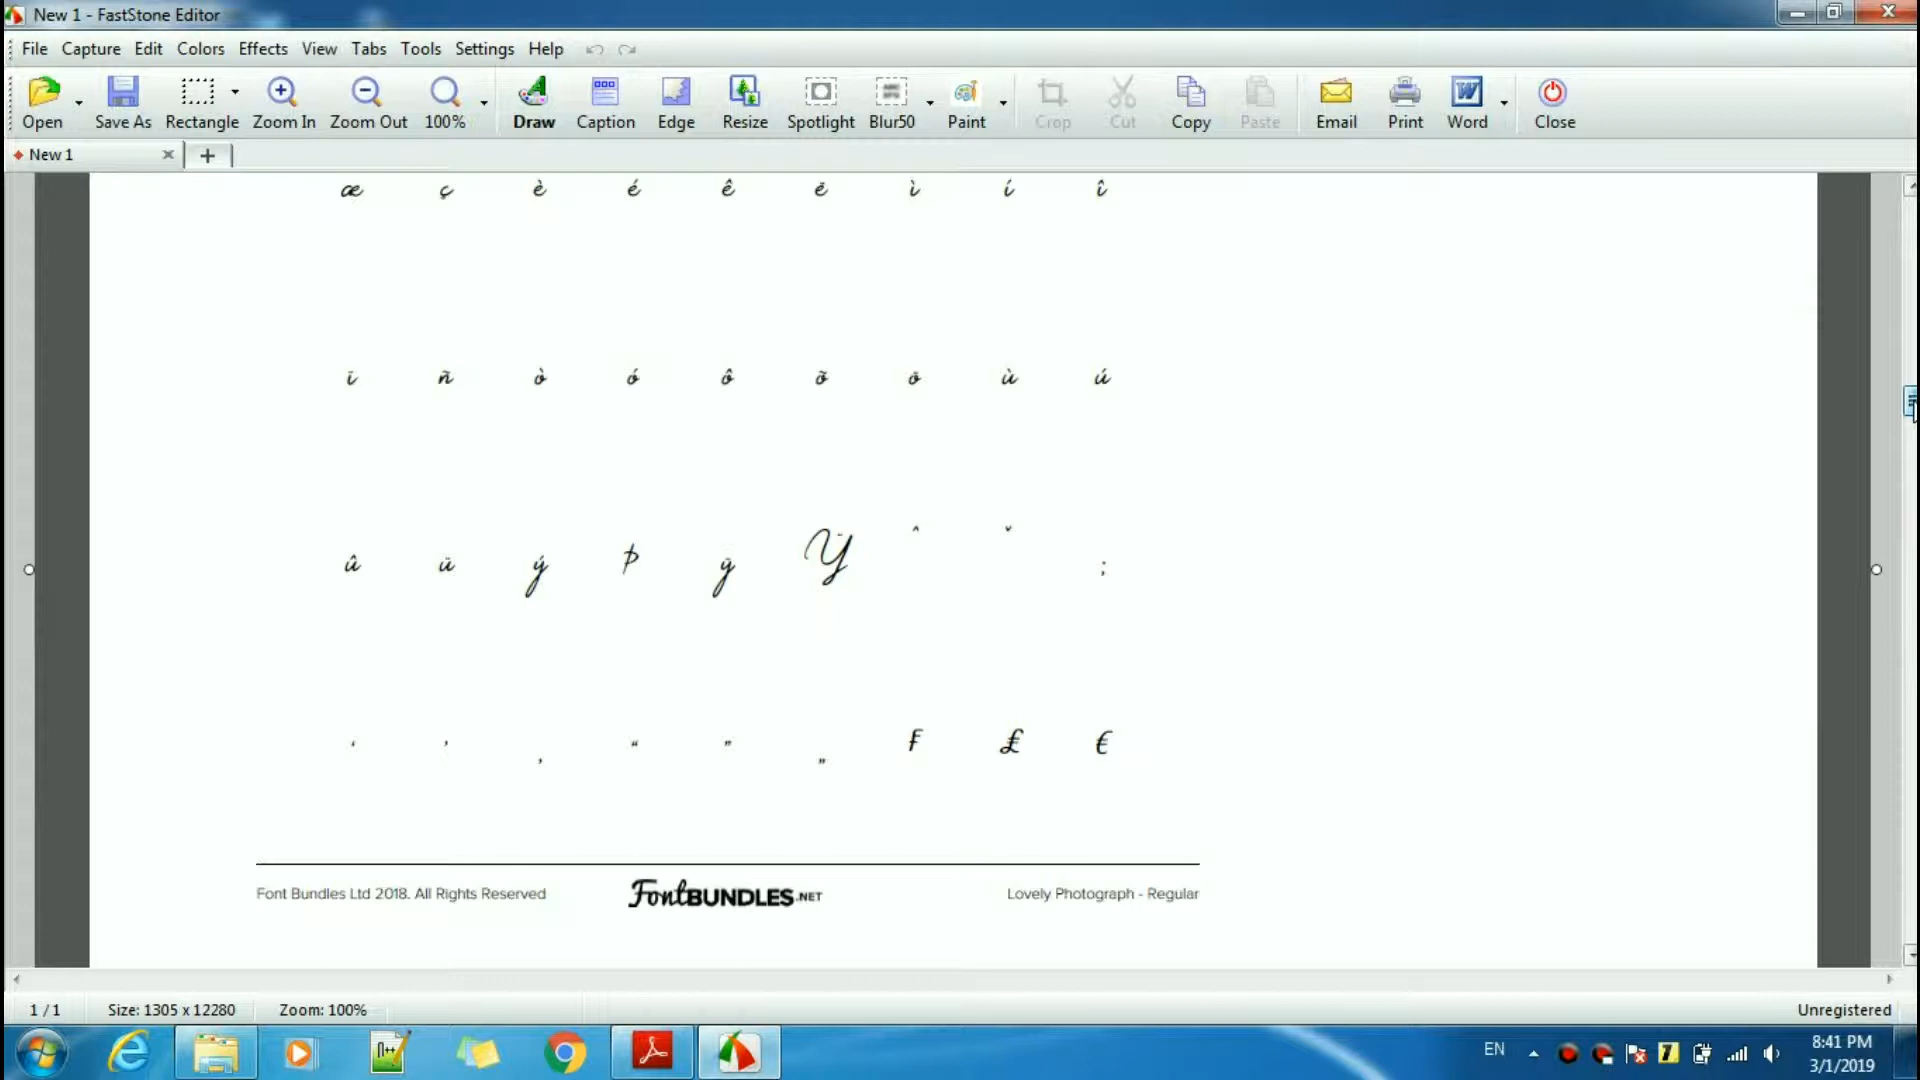 New 1 - FastStone Editor
File Capture Edit Colors Effects View Tabs Tools Settings Help
Open Save As Rectangle Zoom In Zoom Out 100% Draw Caption Edge Resize Spotlight Blur50 Paint Crop Cut Copy Paste Email Print Word Close
New 1
æ ç è é ê ë ì í î
ï ñ ò ó ô õ ö ù ú
û ü ý Þ ÿ Ÿ ˆ ˇ ;
‘ ’ ‚ “ ” „ ₣ £ €
Font Bundles Ltd 2018. All Rights Reserved FontBUNDLES.NET Lovely Photograph - Regular
1 / 1 Size: 1305 x 12280 Zoom: 100% Unregistered
EN 8:41 PM
3/1/2019